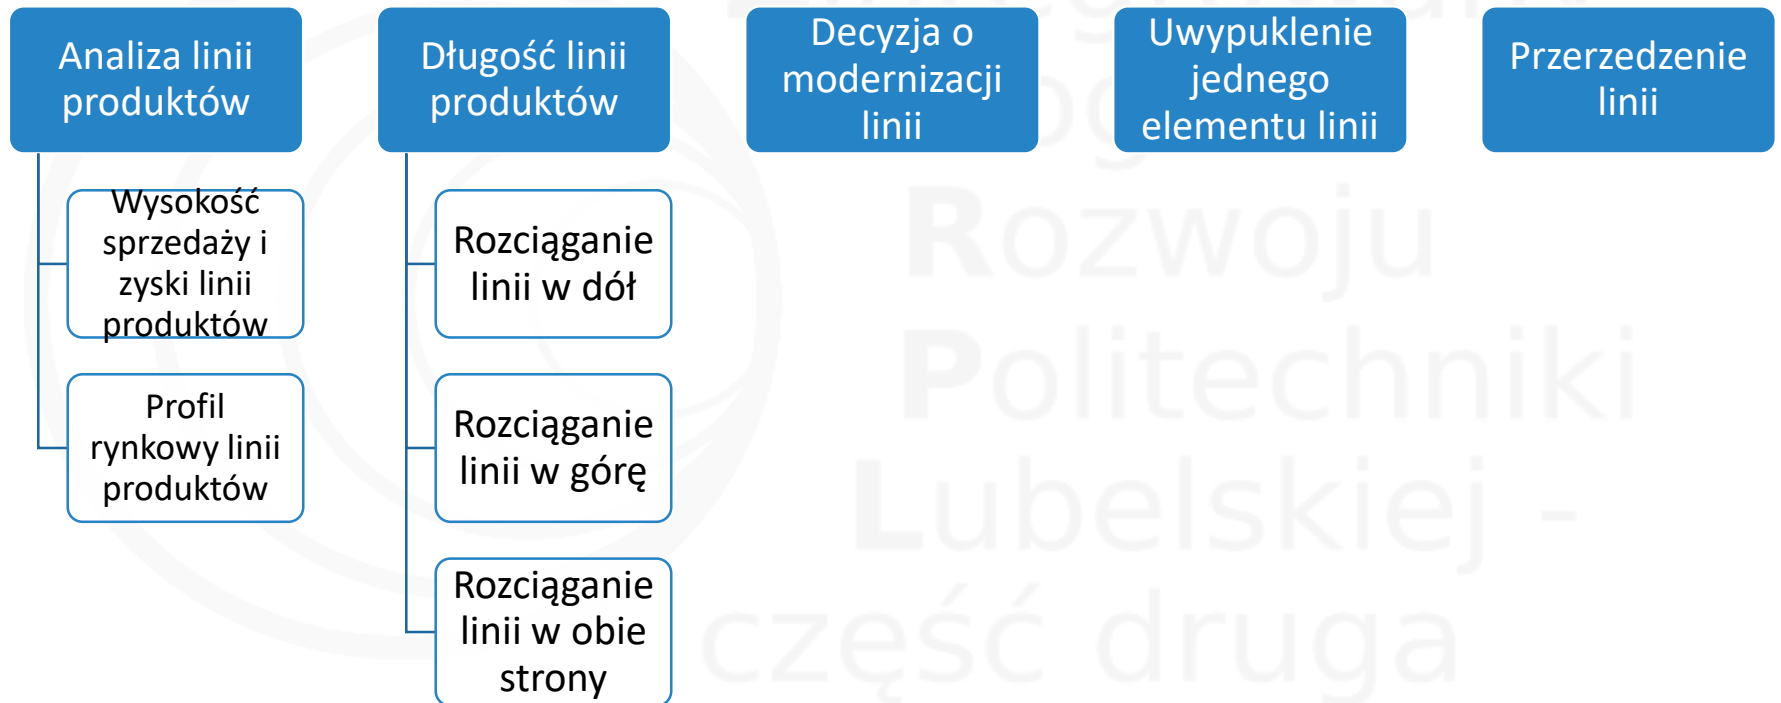 Analiza linii
produktów
Wysokość
sprzedaży i
zyski linii
produktów
Profil
rynkowy linii
produktów
Długość linii
produktów
Rozciąganie
linii w dół
Rozciąganie
linii w górę
Rozciąganie
linii w obie
strony
Decyzja o
modernizacji
linii
Uwypuklenie
jednego
elementu linii
Przerzedzenie
linii
Rozwoju
Politechniki
Lubelskiej -
część druga